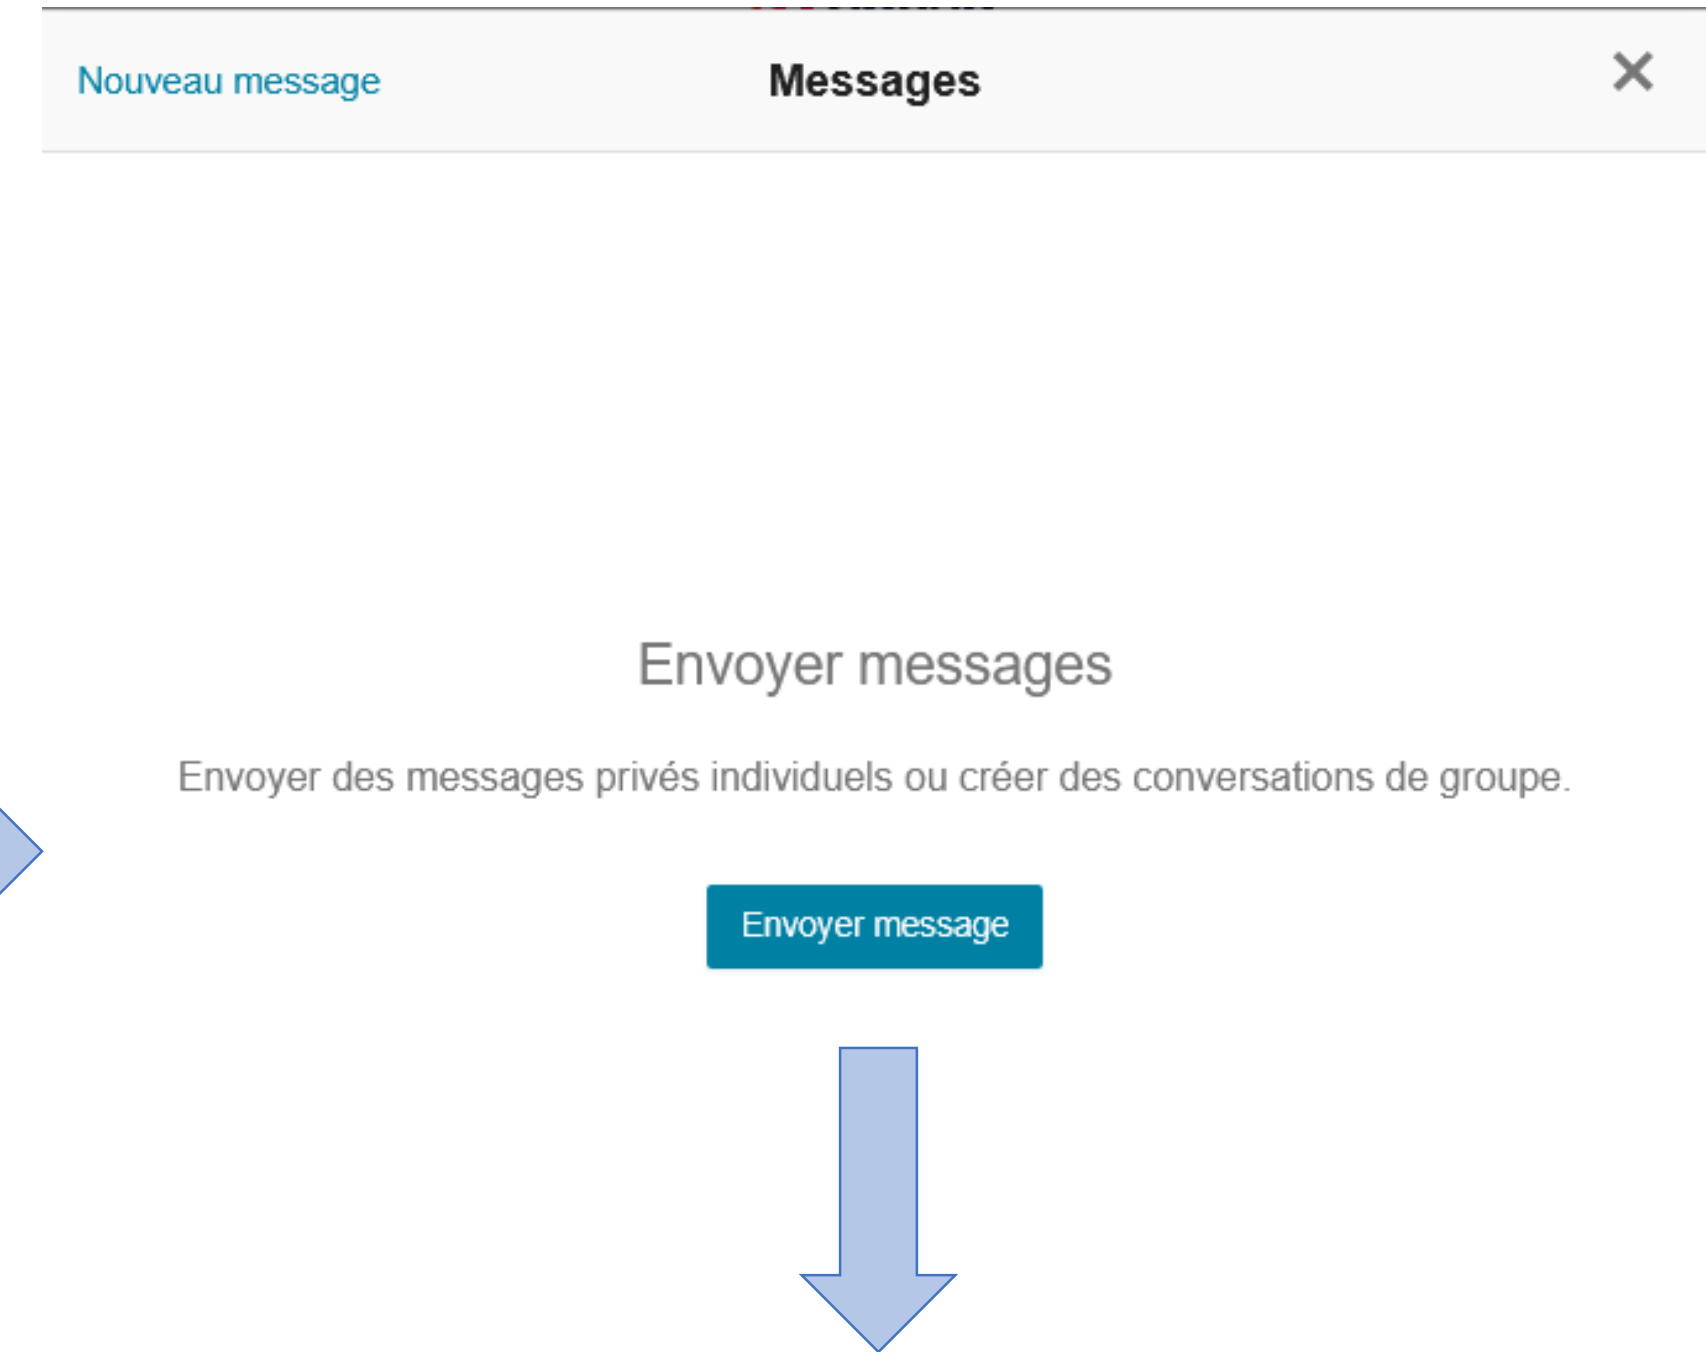 Nouveau message
Messages
Envoyer messages
Envoyer des messages privés individuels ou créer des conversations de groupe.
Envoyer message